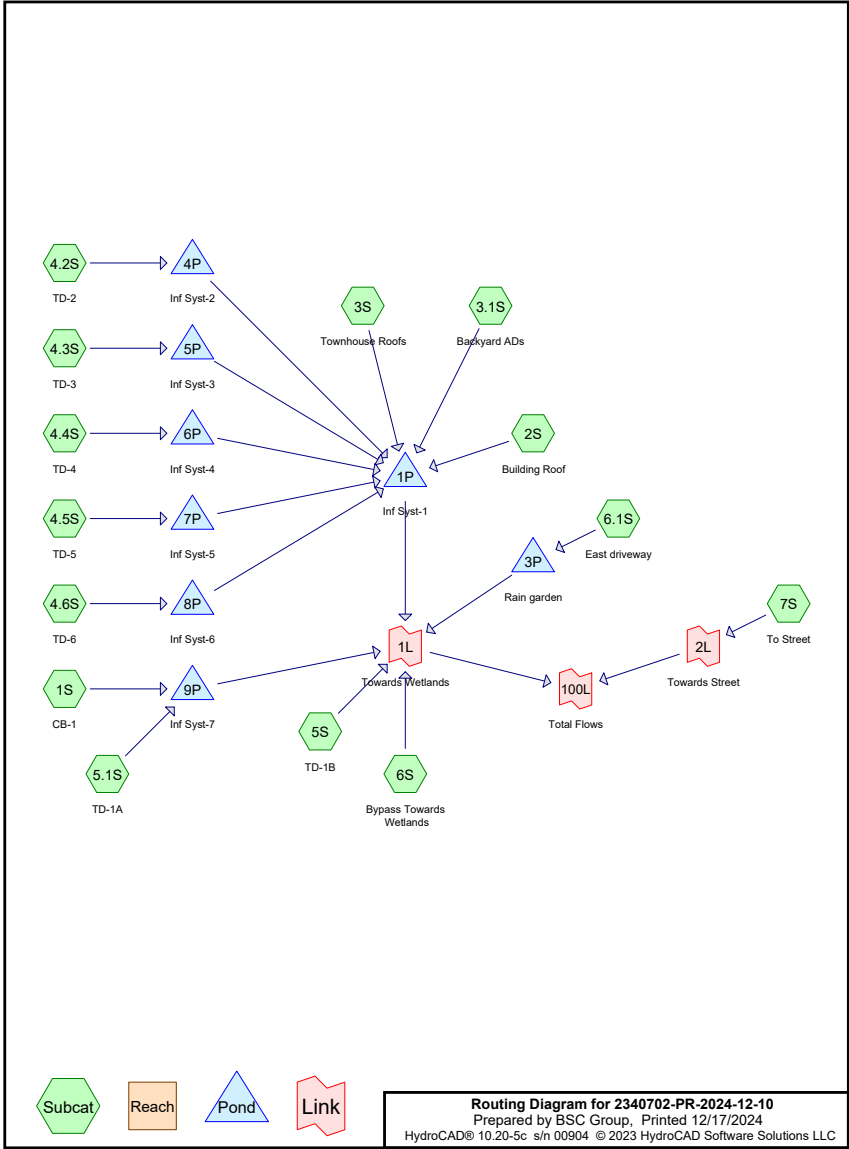 4.2S
TD-2
4P
Inf Syst-2
3S
Townhouse Roofs
3.1S
Backyard ADs
4.3S
TD-3
5P
Inf Syst-3
4.4S
TD-4
6P
Inf Syst-4
2S
Building Roof
1P
Inf Syst-1
4.5S
TD-5
7P
Inf Syst-5
6.1S
East driveway
3P
Rain garden
4.6S
TD-6
8P
Inf Syst-6
7S
To Street
1L
Towards Wetlands
2L
Towards Street
1S
CB-1
9P
Inf Syst-7
100L
Total Flows
5S
TD-1B
5.1S
TD-1A
6S
Bypass Towards
Wetlands
Subcat
Reach
Pond
Link
Routing Diagram for 2340702-PR-2024-12-10
Prepared by BSC Group, Printed 12/17/2024
HydroCAD® 10.20-5c s/n 00904 © 2023 HydroCAD Software Solutions LLC